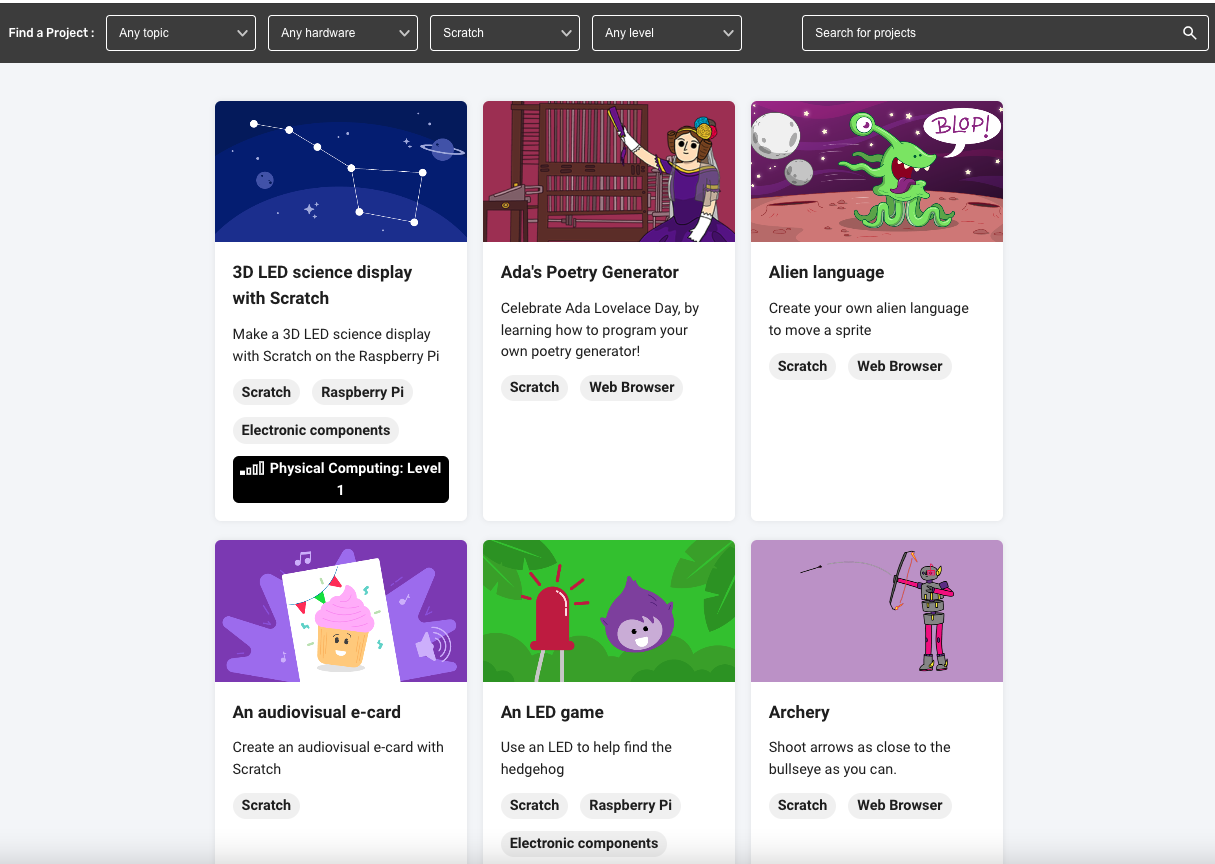 Find a Project :
Any topic
Any hardware
Scratch
Any level
Search for projects
3D LED science display
with Scratch
Make a 3D LED science display
with Scratch on the Raspberry Pi
Scratch
Raspberry Pi
Electronic components
Physical Computing: Level
1
Ada's Poetry Generator
Celebrate Ada Lovelace Day, by
learning how to program your
own poetry generator!
Scratch
Web Browser
BLOP!
Alien language
Create your own alien language
to move a sprite
Scratch
Web Browser
An audiovisual e-card
Create an audiovisual e-card with
Scratch
Scratch
An LED game
Use an LED to help find the
hedgehog
Scratch
Raspberry Pi
Electronic components
Archery
Shoot arrows as close to the
bullseye as you can.
Scratch
Web Browser